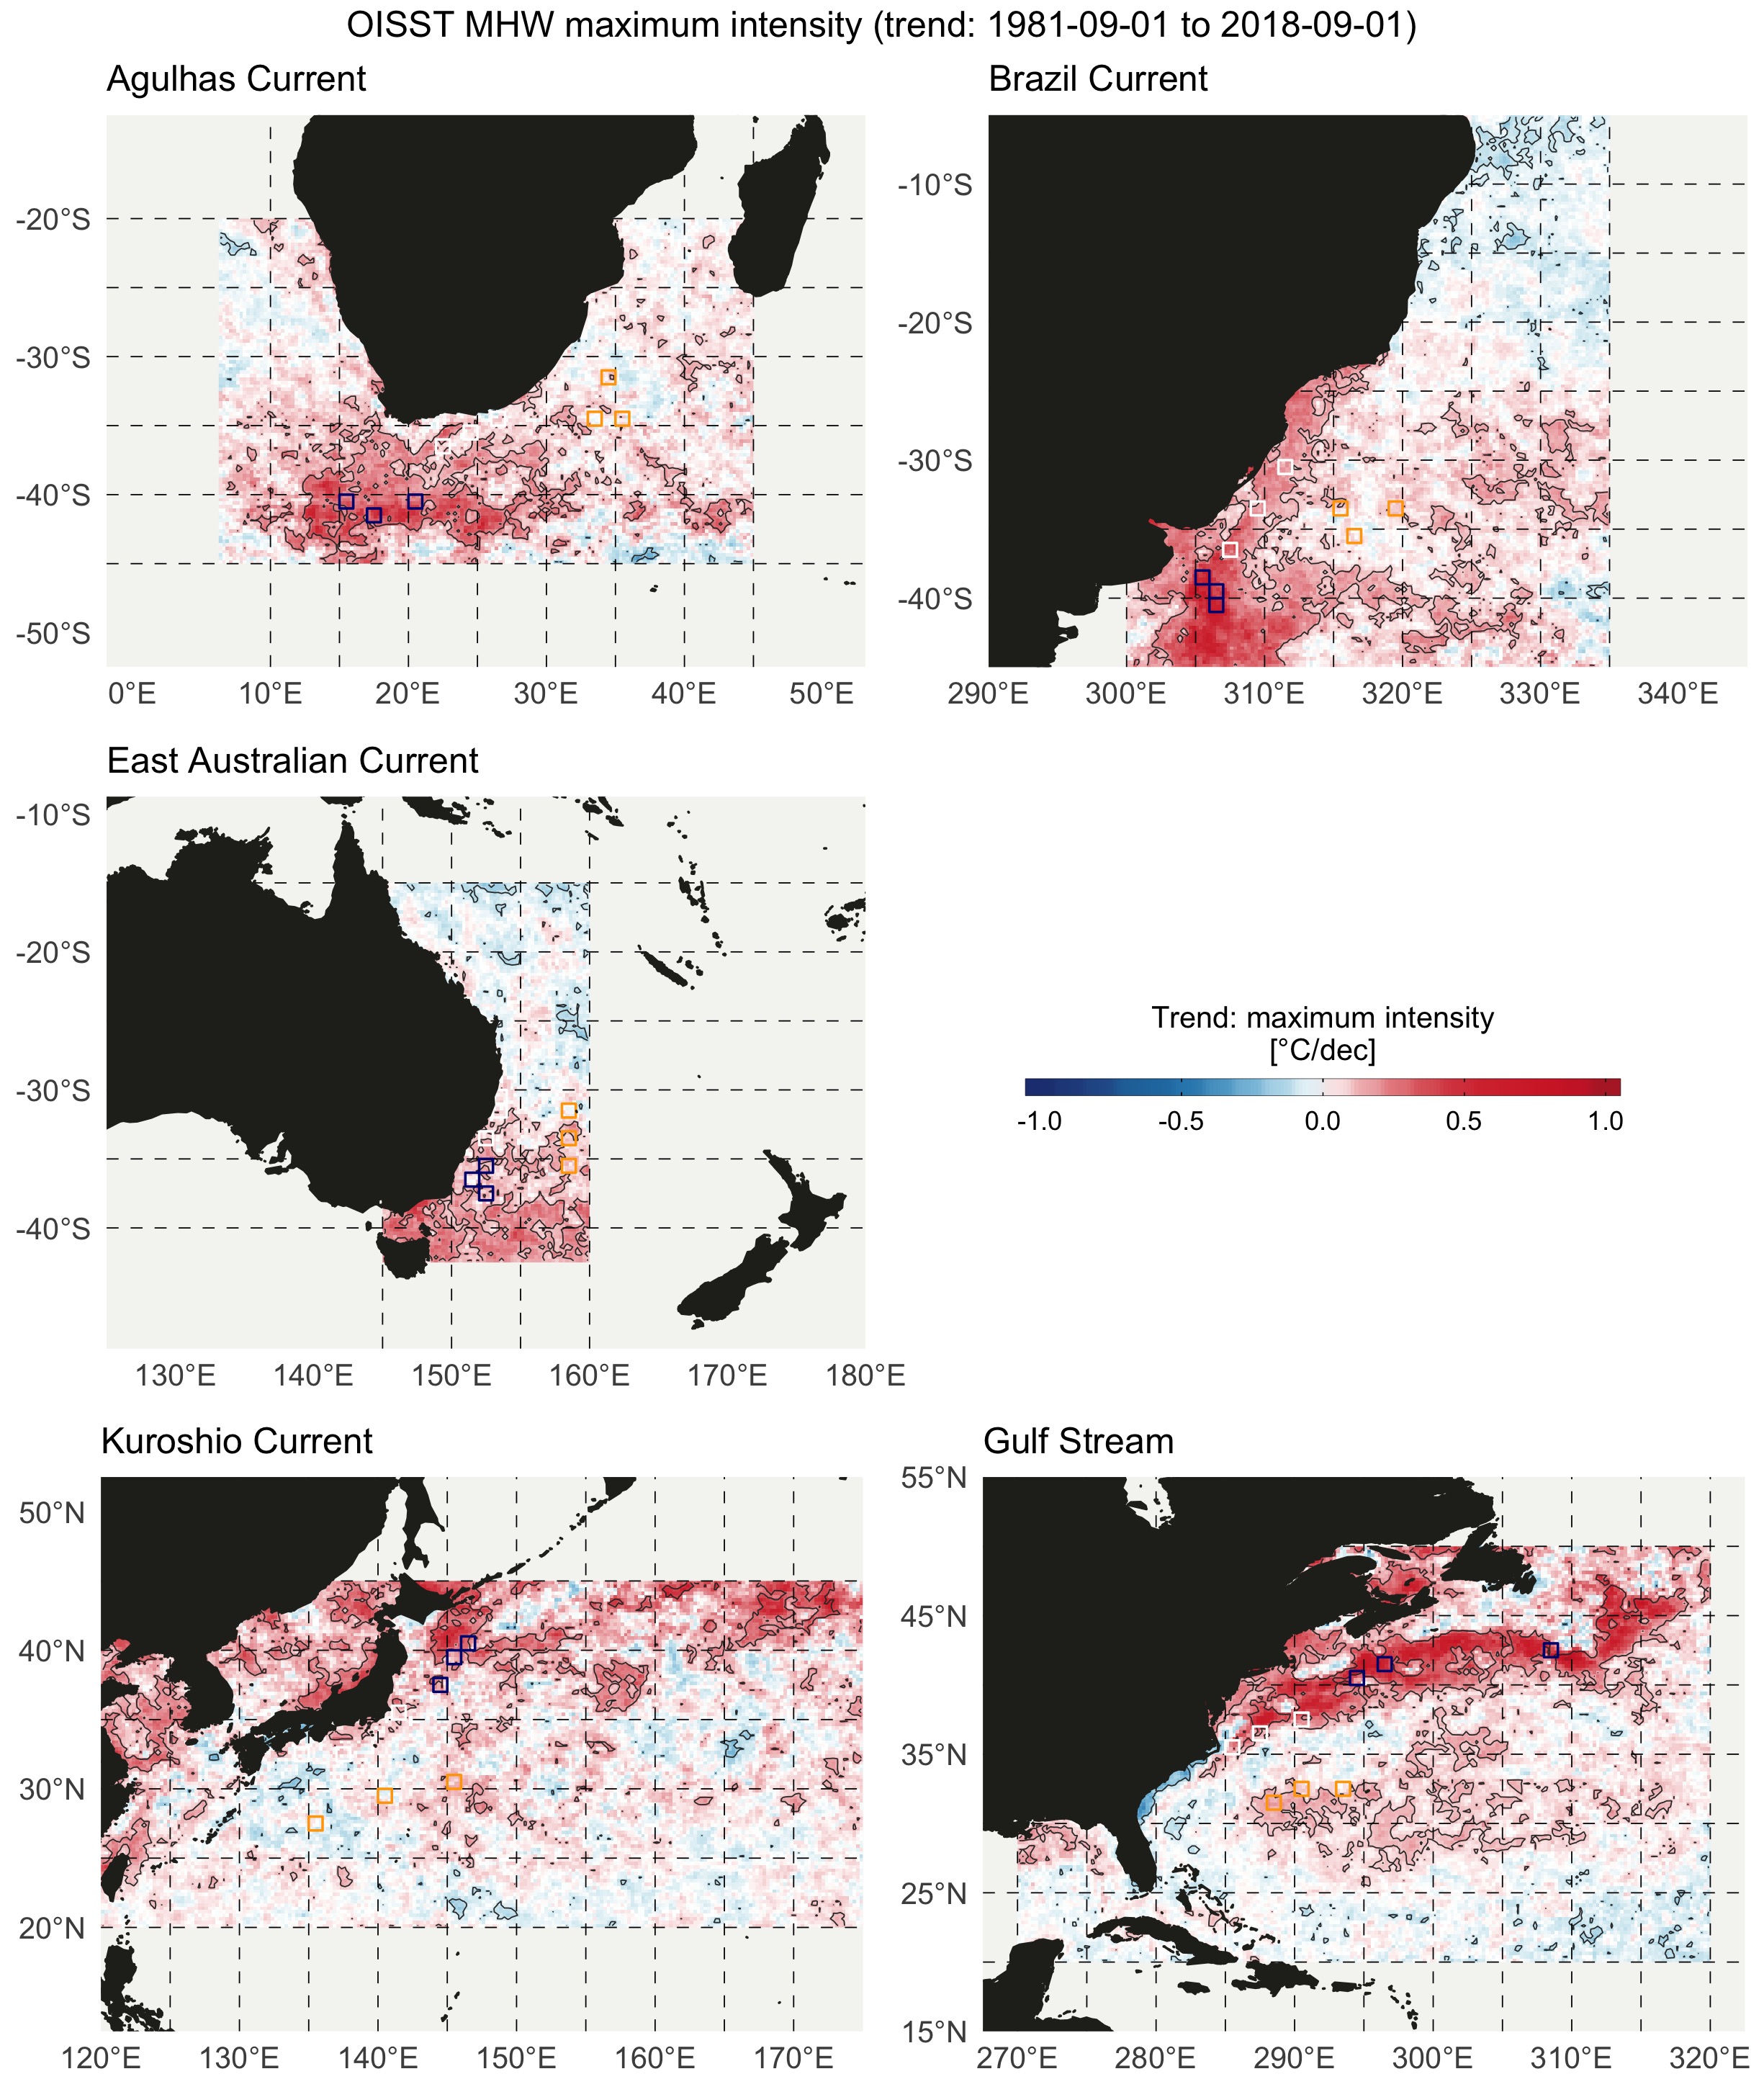 OISST MHW maximum intensity (trend: 1981-09-01 to 2018-09-01)
Agulhas Current
-20°S
-30°S
-40°S
-50°S
0°E 10°E 20°E 30°E 40°E 50°E
Brazil Current
-10°S
-20°S
-30°S
-40°S
290°E 300°E 310°E 320°E 330°E 340°E
East Australian Current
-10°S
-20°S
-30°S
-40°S
130°E 140°E 150°E 160°E 170°E 180°E
Trend: maximum intensity
[°C/dec]
-1.0 -0.5 0.0 0.5 1.0
Kuroshio Current
50°N
40°N
30°N
20°N
120°E 130°E 140°E 150°E 160°E 170°E
Gulf Stream
55°N
45°N
35°N
25°N
15°N
270°E 280°E 290°E 300°E 310°E 320°E